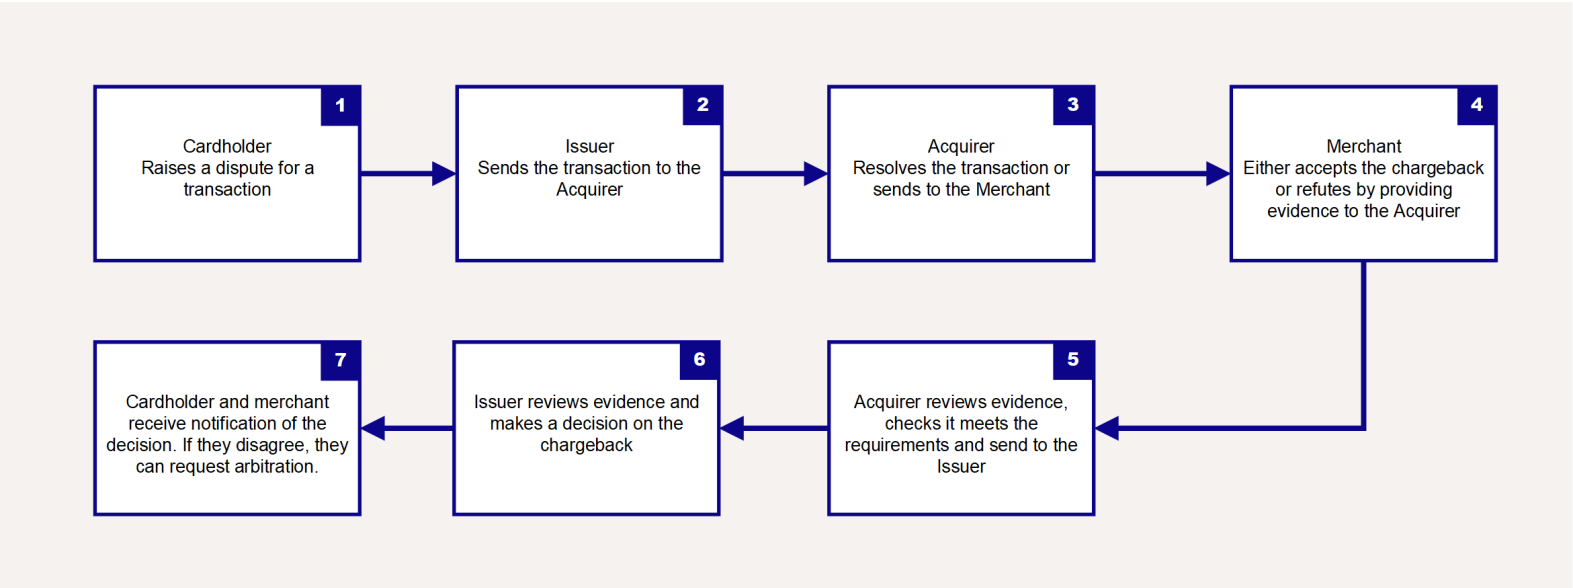 1
Cardholder
Raises a dispute for a
transaction
2
Issuer
Sends the transaction to the
Acquirer
3
Acquirer
Resolves the transaction or
sends to the Merchant
4
Merchant
Either accepts the chargeback
or refutes by providing
evidence to the Acquirer
5
Acquirer reviews evidence,
checks it meets the
requirements and send to the
Issuer
6
Issuer reviews evidence and
makes a decision on the
chargeback
7
Cardholder and merchant
receive notification of the
decision. If they disagree, they
can request arbitration.